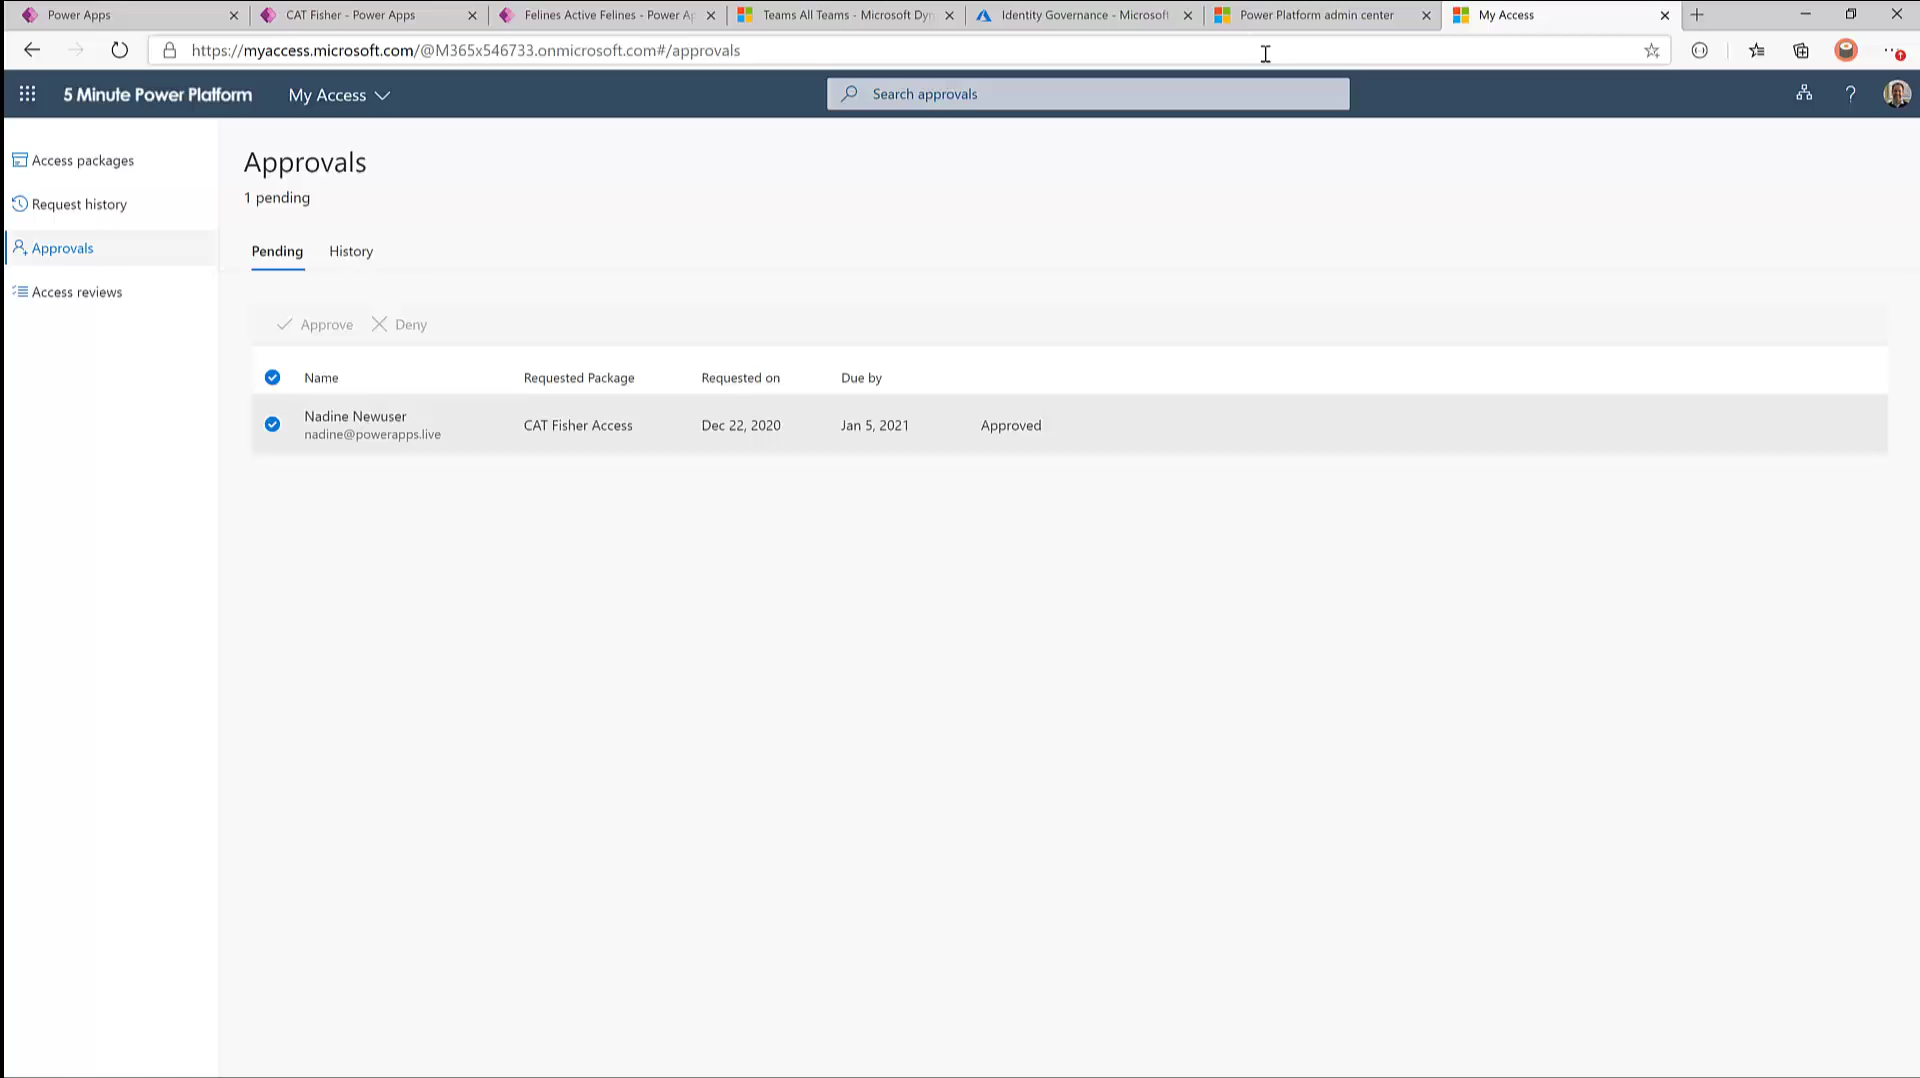 Power Apps
CAT Fisher - Power Apps
Felines Active Felines - Power Ap
Teams All Teams - Microsoft Dyn
Identity Governance - Microsoft
Power Platform admin center
My Access
https://myaccess.microsoft.com/@M365x546733.onmicrosoft.com#/approvals
5 Minute Power Platform
My Access
Search approvals
?
Access packages
Request history
Approvals
Access reviews
Approvals
1 pending
Pending
History
Approve
Deny
Name
Requested Package
Requested on
Due by
Nadine Newuser
nadine@powerapps.live
CAT Fisher Access
Dec 22, 2020
Jan 5, 2021
Approved